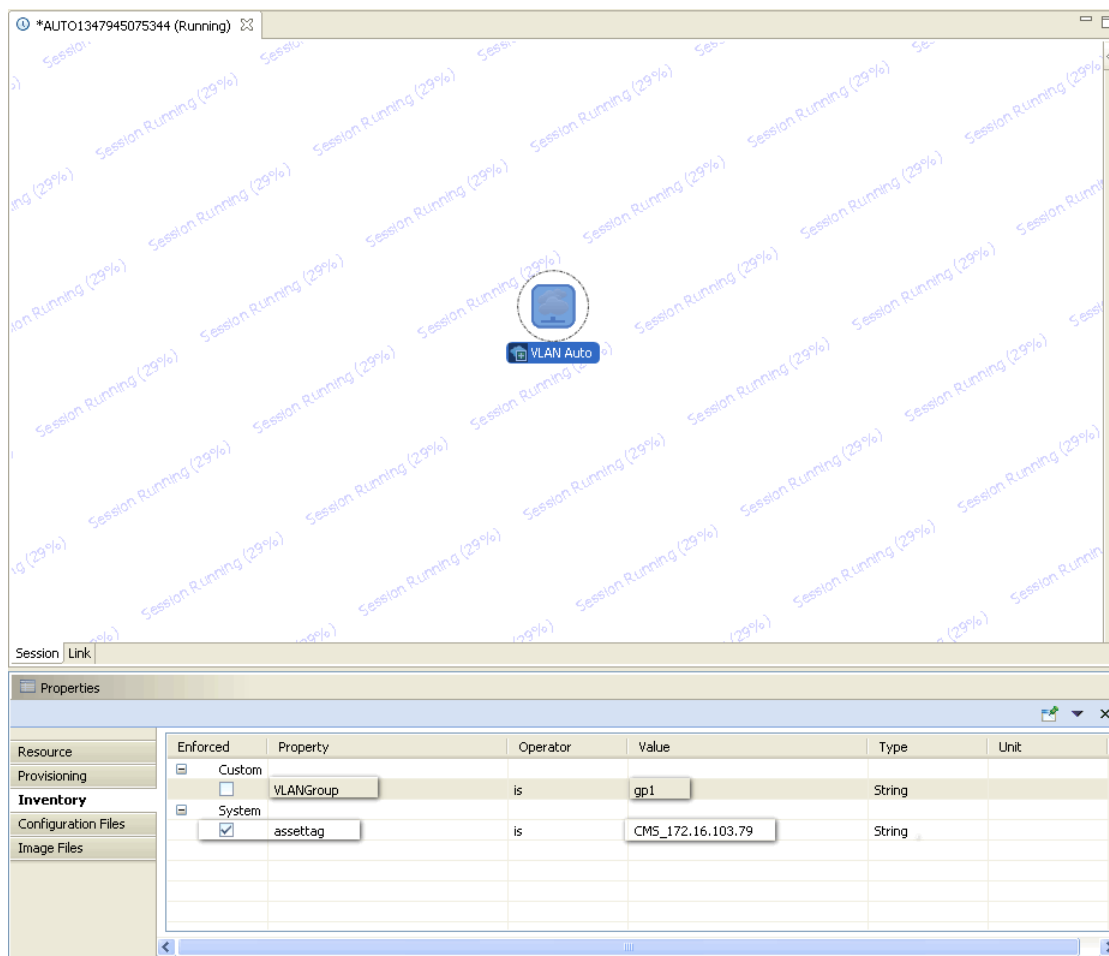 *AUTO1347945075344 (Running)
Session Running (29%)
VLAN Auto
Session Link
Properties
Enforced Property Operator Value Type Unit
Custom
VLANGroup is gp1 String
System
assettag is CMS_172.16.103.79 String
Resource
Provisioning
Inventory
Configuration Files
Image Files